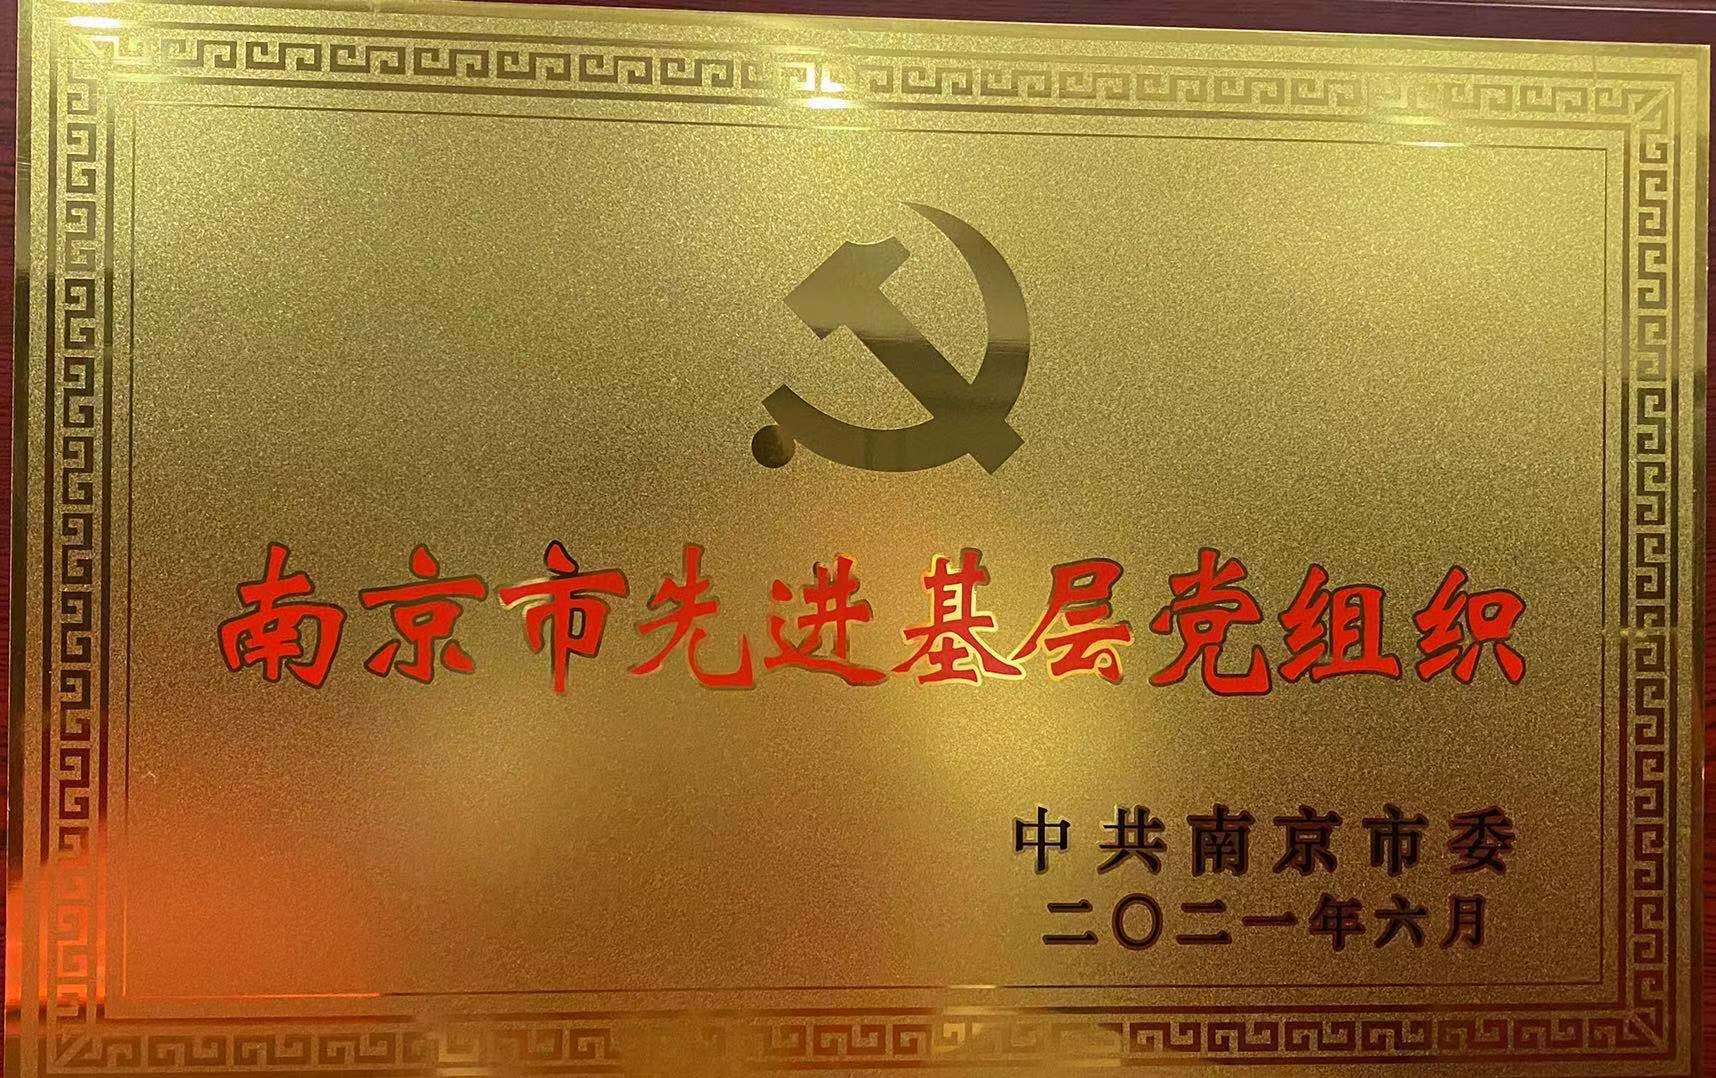 南京市先进基层党组织
中共南京市委
二〇二一年六月